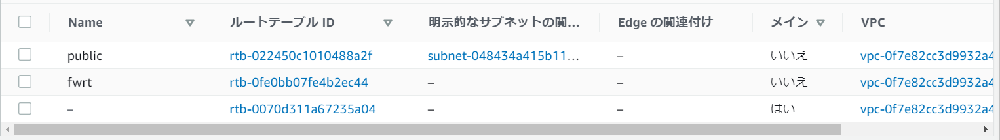 Name ルートテーブル ID 明示的なサブネットの関... Edge の関連付け メイン VPC
public rtb-022450c1010488a2f subnet-048434a415b11... – いいえ vpc-0f7e82cc3d9932a4
fwrt rtb-0fe0bb07fe4b2ec44 – – いいえ vpc-0f7e82cc3d9932a4
– rtb-0070d311a67235a04 – – はい vpc-0f7e82cc3d9932a4